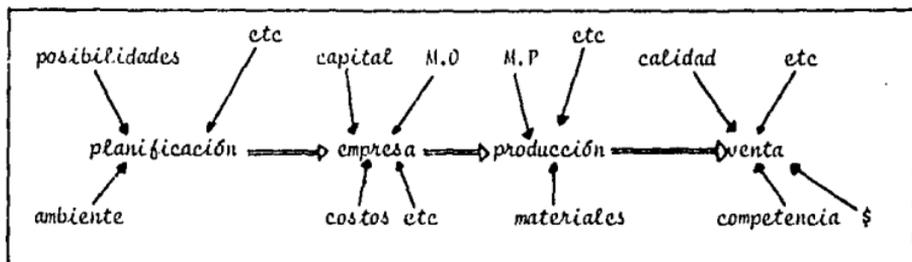 etc etc
posibilidades capital M.O M.P calidad etc
planificación empresa producción venta
ambiente costos etc materiales competencia $